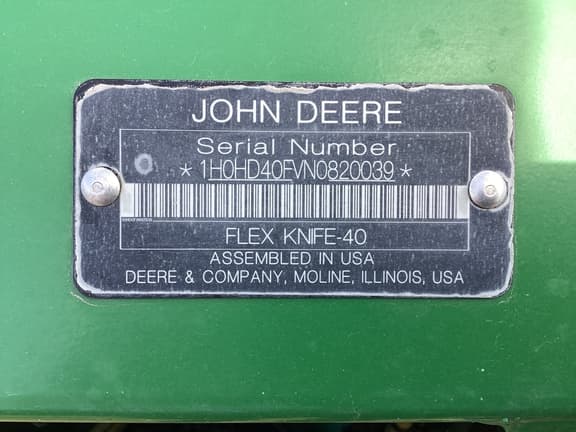 JOHN DEERE
Serial Number
*1H0HD40FVN0820039*
FLEX KNIFE-40
ASSEMBLED IN USA
DEERE & COMPANY, MOLINE, ILLINOIS, USA